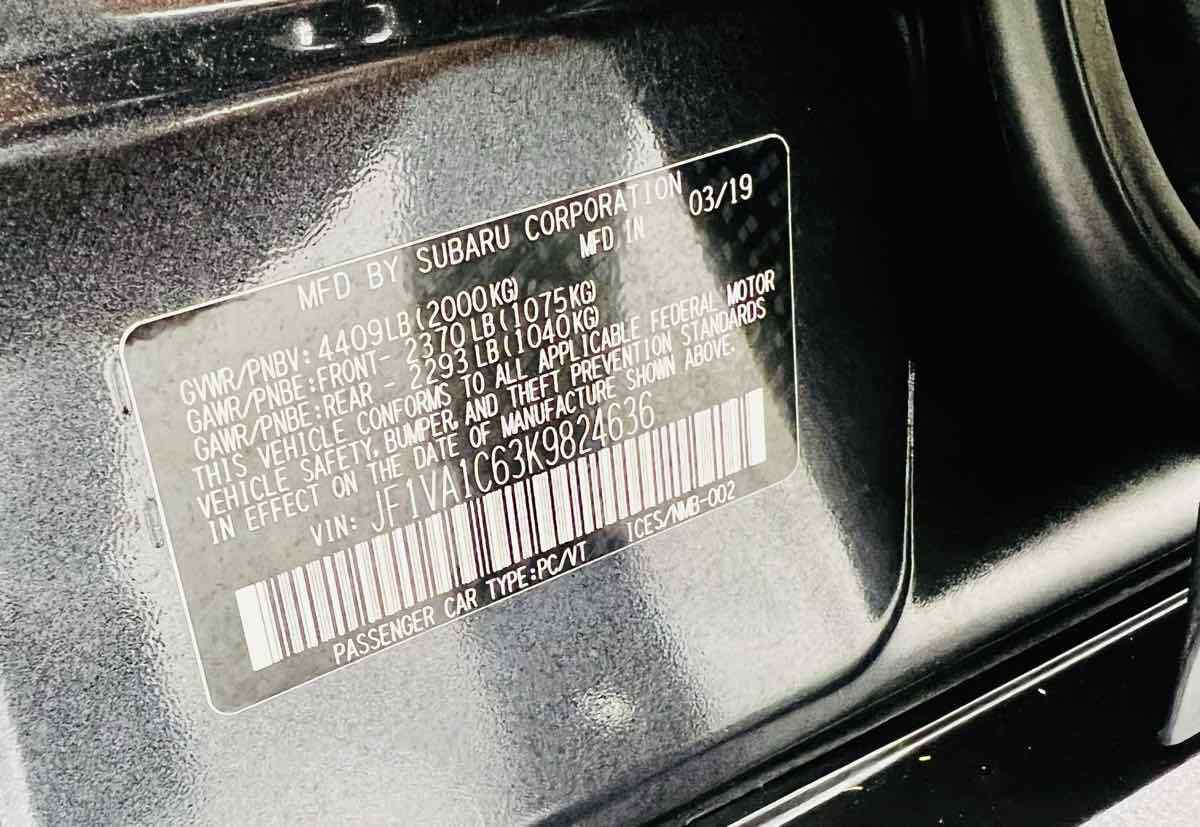 MFD BY SUBARU CORPORATION
MFD IN 03/19
GVWR/PNBV: 4409LB(2000KG)
GAWR/PNBE:FRONT- 2370LB(1075KG)
GAWR/PNBE:REAR - 2293LB(1040KG)
THIS VEHICLE CONFORMS TO ALL APPLICABLE FEDERAL MOTOR
VEHICLE SAFETY, BUMPER, AND THEFT PREVENTION STANDARDS
IN EFFECT ON THE DATE OF MANUFACTURE SHOWN ABOVE.
VIN: JF1VA1C63K9824636
PASSENGER CAR TYPE:PC/VT ICES/NMB-002